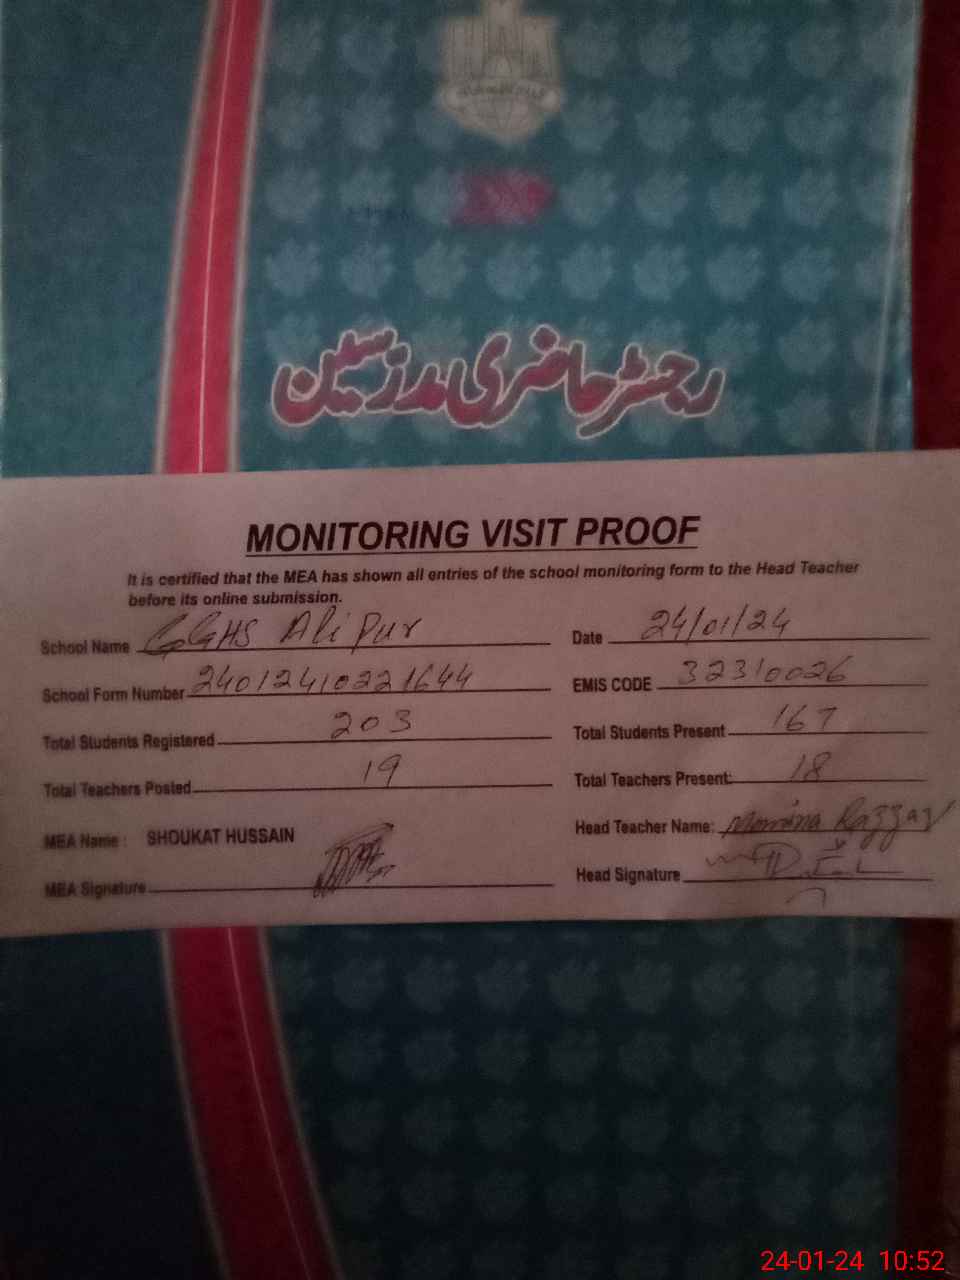 رجسٹر حاضری مدرسین
MONITORING VISIT PROOF
It is certified that the MEA has shown all entries of the school monitoring form to the Head Teacher
before its online submission.
School Name GGHS Ali Pur Date 24/01/24
School Form Number 24012410221644 EMIS CODE 32310026
Total Students Registered 203 Total Students Present 167
Total Teachers Posted 19 Total Teachers Present: 18
MEA Name : SHOUKAT HUSSAIN Head Teacher Name: Momina Razzaq
MEA Signature Head Signature
24-01-24 10:52